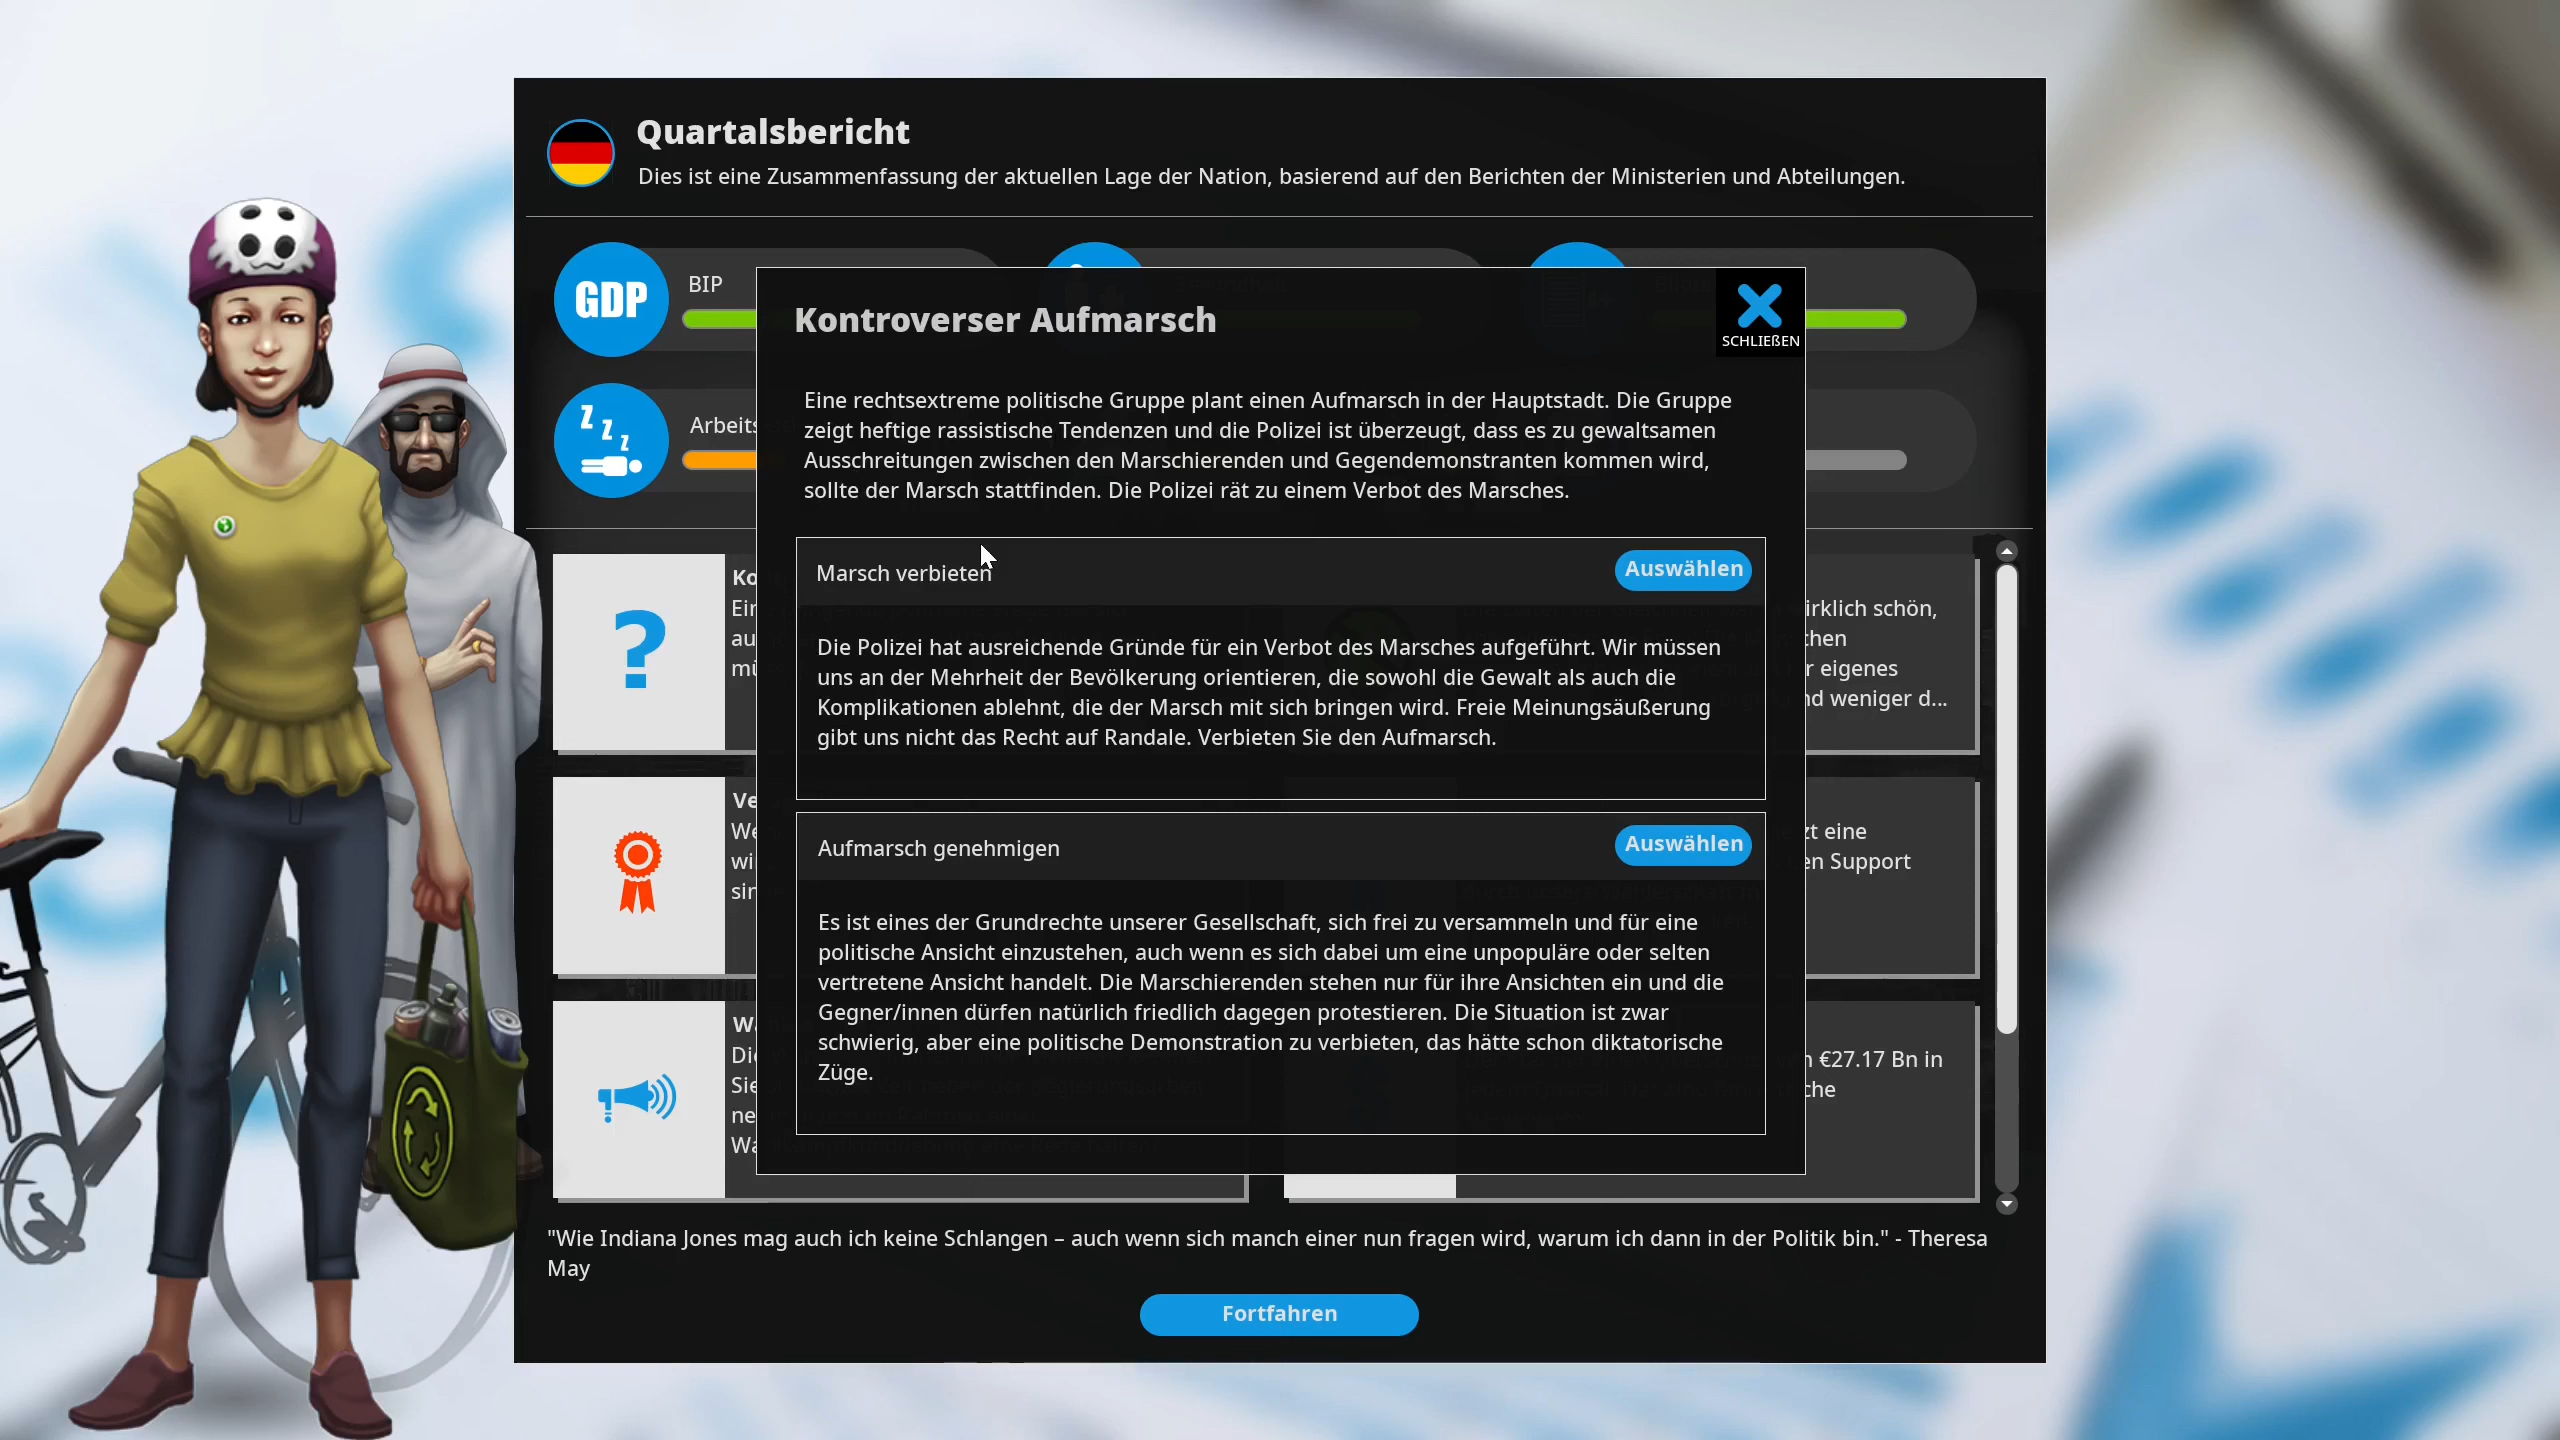 Quartalsbericht
Dies ist eine Zusammenfassung der aktuellen Lage der Nation, basierend auf den Berichten der Ministerien und Abteilungen.
GDP
BIP
Kontroverser Aufmarsch
SCHLIEßEN
Eine rechtsextreme politische Gruppe plant einen Aufmarsch in der Hauptstadt. Die Gruppe
zeigt heftige rassistische Tendenzen und die Polizei ist überzeugt, dass es zu gewaltsamen
Ausschreitungen zwischen den Marschierenden und Gegendemonstranten kommen wird,
sollte der Marsch stattfinden. Die Polizei rät zu einem Verbot des Marsches.
Marsch verbieten
Auswählen
Die Polizei hat ausreichende Gründe für ein Verbot des Marsches aufgeführt. Wir müssen
uns an der Mehrheit der Bevölkerung orientieren, die sowohl die Gewalt als auch die
Komplikationen ablehnt, die der Marsch mit sich bringen wird. Freie Meinungsäußerung
gibt uns nicht das Recht auf Randale. Verbieten Sie den Aufmarsch.
Aufmarsch genehmigen
Auswählen
Es ist eines der Grundrechte unserer Gesellschaft, sich frei zu versammeln und für eine
politische Ansicht einzustehen, auch wenn es sich dabei um eine unpopuläre oder selten
vertretene Ansicht handelt. Die Marschierenden stehen nur für ihre Ansichten ein und die
Gegner/innen dürfen natürlich friedlich dagegen protestieren. Die Situation ist zwar
schwierig, aber eine politische Demonstration zu verbieten, das hätte schon diktatorische
Züge.
schön,
eigenes
weniger d...
eine
Support
€27.17 Bn in
"Wie Indiana Jones mag auch ich keine Schlangen – auch wenn sich manch einer nun fragen wird, warum ich dann in der Politik bin." - Theresa
May
Fortfahren